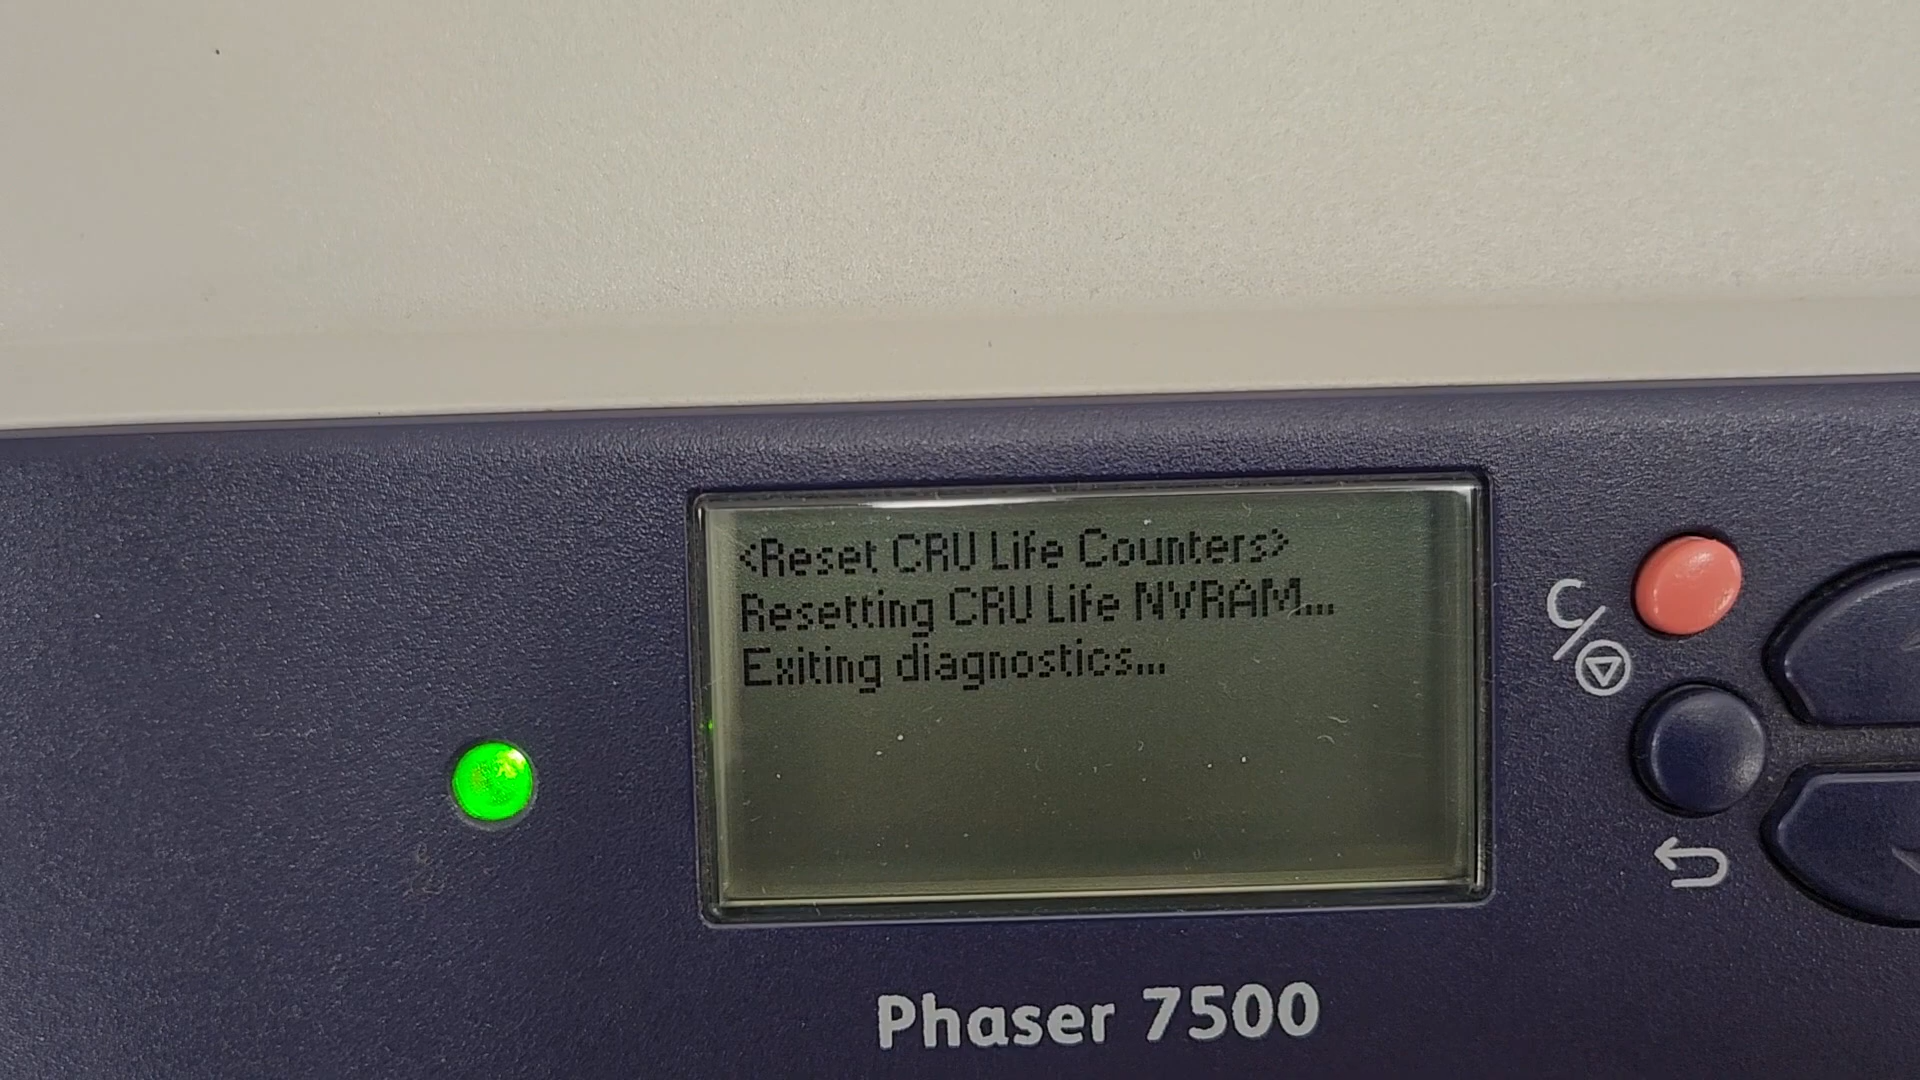 <Reset CRU Life Counters>
Resetting CRU Life NVRAM...
Exiting diagnostics...
C/
Phaser 7500